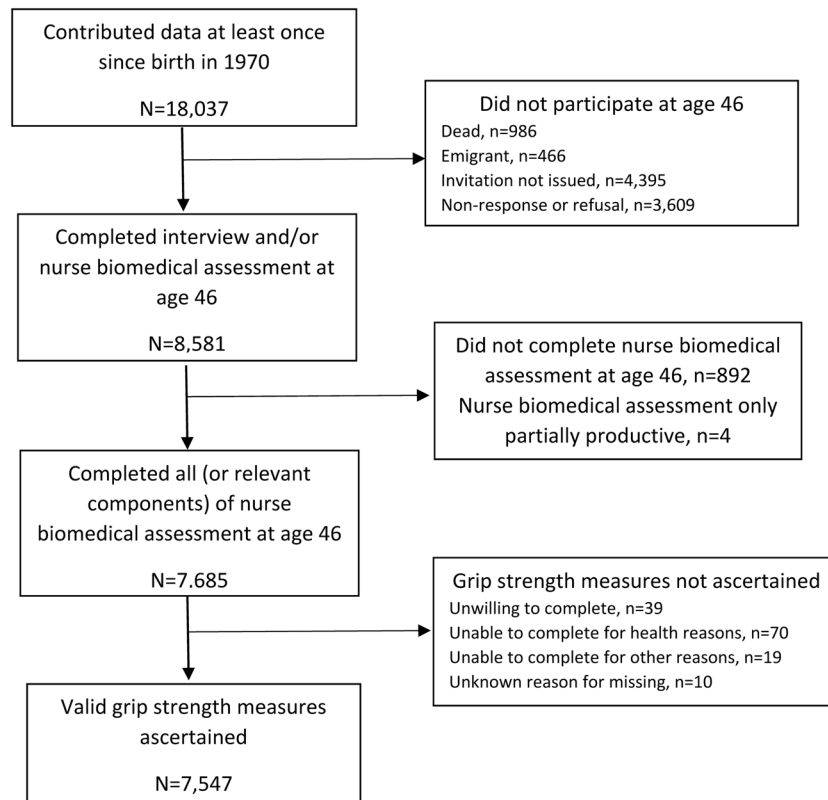 Contributed data at least once
since birth in 1970
N=18,037
Did not participate at age 46
Dead, n=986
Emigrant, n=466
Invitation not issued, n=4,395
Non-response or refusal, n=3,609
Completed interview and/or
nurse biomedical assessment at
age 46
N=8,581
Did not complete nurse biomedical
assessment at age 46, n=892
Nurse biomedical assessment only
partially productive, n=4
Completed all (or relevant
components) of nurse
biomedical assessment at age 46
N=7.685
Grip strength measures not ascertained
Unwilling to complete, n=39
Unable to complete for health reasons, n=70
Unable to complete for other reasons, n=19
Unknown reason for missing, n=10
Valid grip strength measures
ascertained
N=7,547